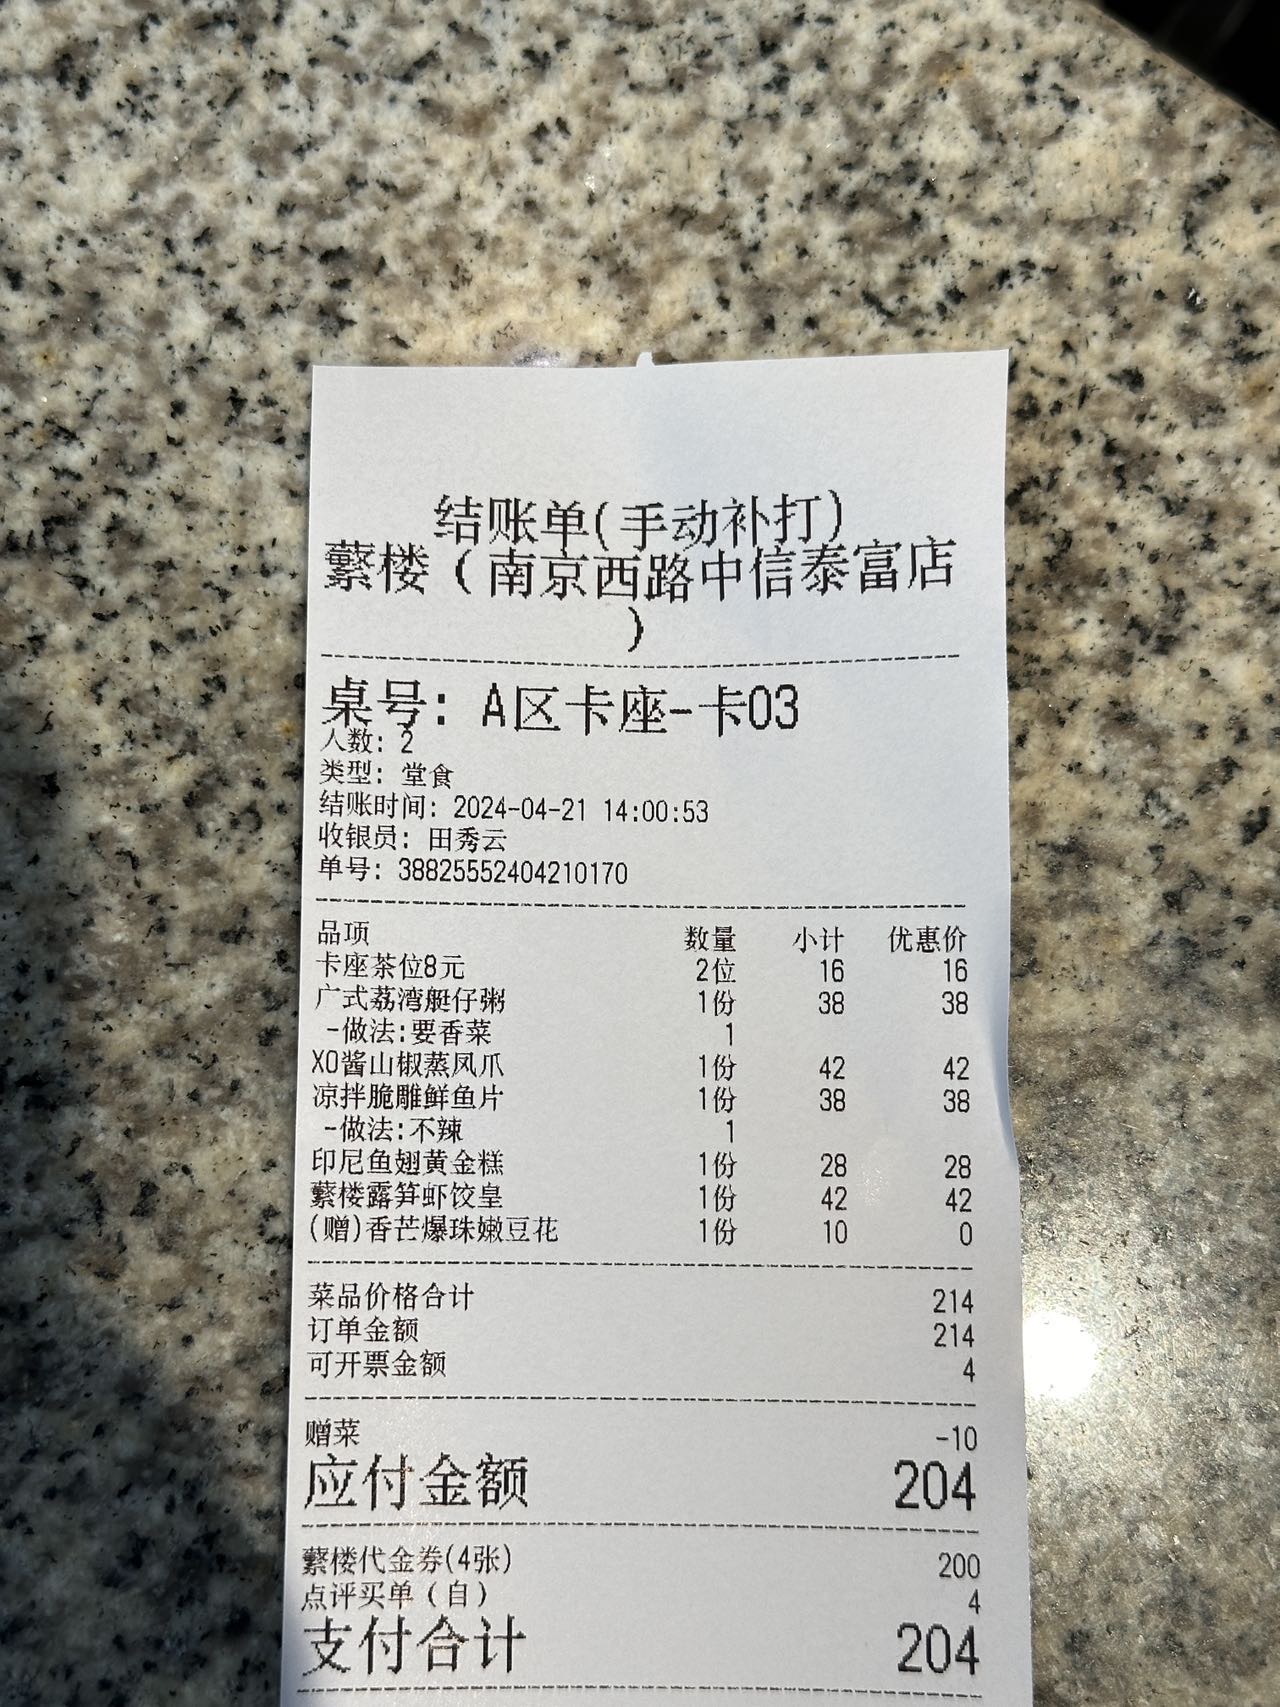 结账单(手动补打)
蘩楼（南京西路中信泰富店
）
桌号: A区卡座-卡03
人数: 2
类型: 堂食
结账时间: 2024-04-21 14:00:53
收银员: 田秀云
单号: 38825552404210170
品项 数量 小计 优惠价
卡座茶位8元 2位 16 16
广式荔湾艇仔粥 1份 38 38
-做法:要香菜 1
XO酱山椒蒸凤爪 1份 42 42
凉拌脆雕鲜鱼片 1份 38 38
-做法:不辣 1
印尼鱼翅黄金糕 1份 28 28
蘩楼露笋虾饺皇 1份 42 42
(赠)香芒爆珠嫩豆花 1份 10 0
菜品价格合计 214
订单金额 214
可开票金额 4
赠菜 -10
应付金额 204
蘩楼代金券(4张) 200
点评买单（自） 4
支付合计 204